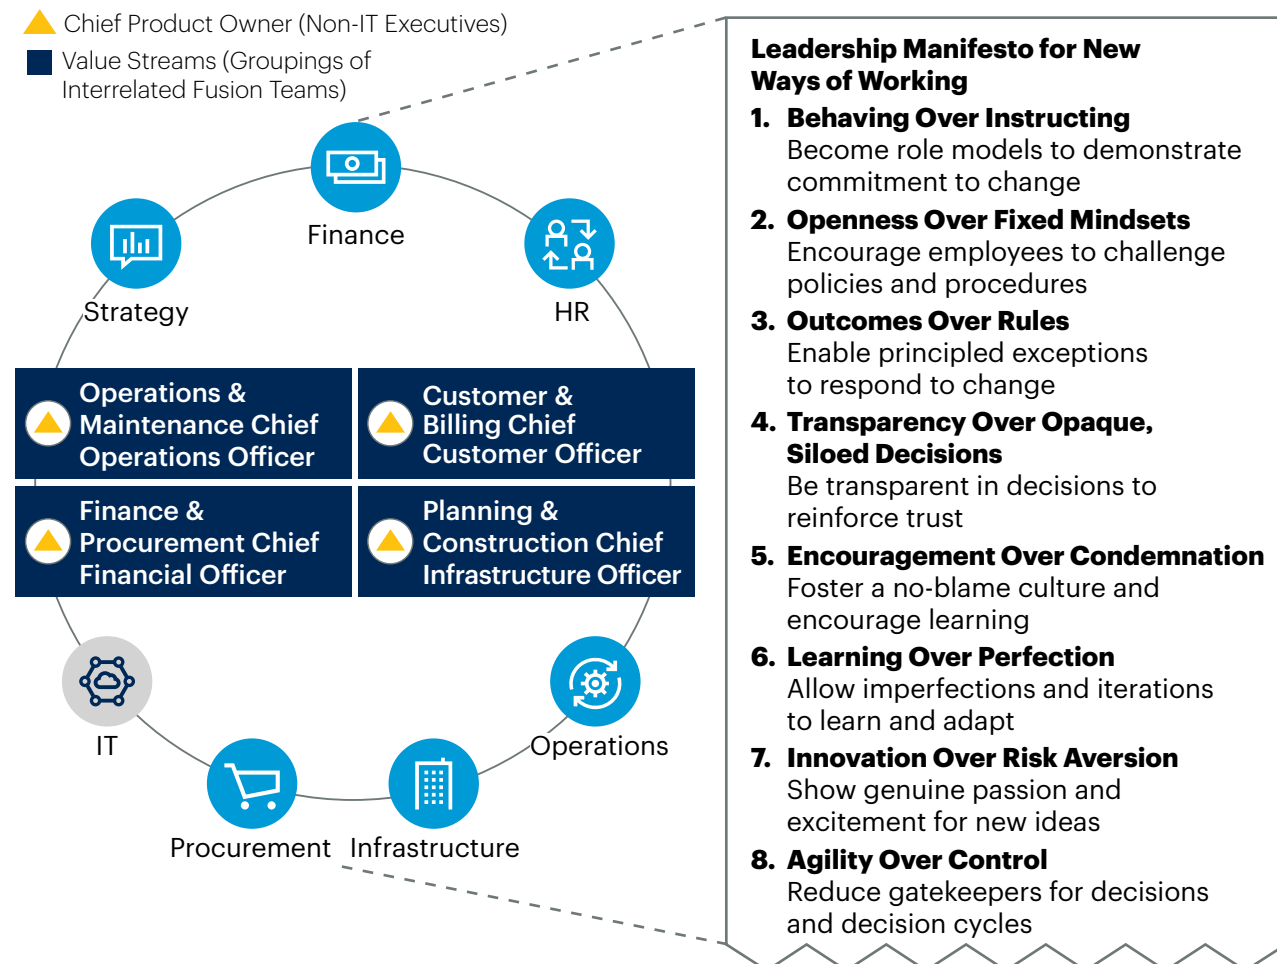 Chief Product Owner (Non-IT Executives)
Value Streams (Groupings of
Interrelated Fusion Teams)
Finance
Strategy
HR
Operations &
Maintenance Chief
Operations Officer
Customer &
Billing Chief
Customer Officer
Finance &
Procurement Chief
Financial Officer
Planning &
Construction Chief
Infrastructure Officer
IT
Operations
Procurement
Infrastructure
Leadership Manifesto for New
Ways of Working
1. Behaving Over Instructing
Become role models to demonstrate
commitment to change
2. Openness Over Fixed Mindsets
Encourage employees to challenge
policies and procedures
3. Outcomes Over Rules
Enable principled exceptions
to respond to change
4. Transparency Over Opaque,
Siloed Decisions
Be transparent in decisions to
reinforce trust
5. Encouragement Over Condemnation
Foster a no-blame culture and
encourage learning
6. Learning Over Perfection
Allow imperfections and iterations
to learn and adapt
7. Innovation Over Risk Aversion
Show genuine passion and
excitement for new ideas
8. Agility Over Control
Reduce gatekeepers for decisions
and decision cycles